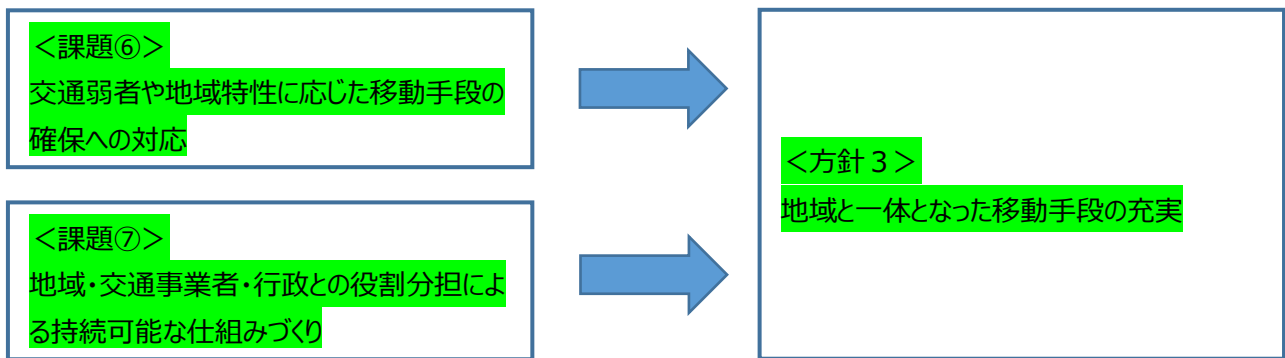 ＜課題⑥＞
交通弱者や地域特性に応じた移動手段の
確保への対応
＜課題⑦＞
地域・交通事業者・行政との役割分担によ
る持続可能な仕組みづくり
＜方針３＞
地域と一体となった移動手段の充実